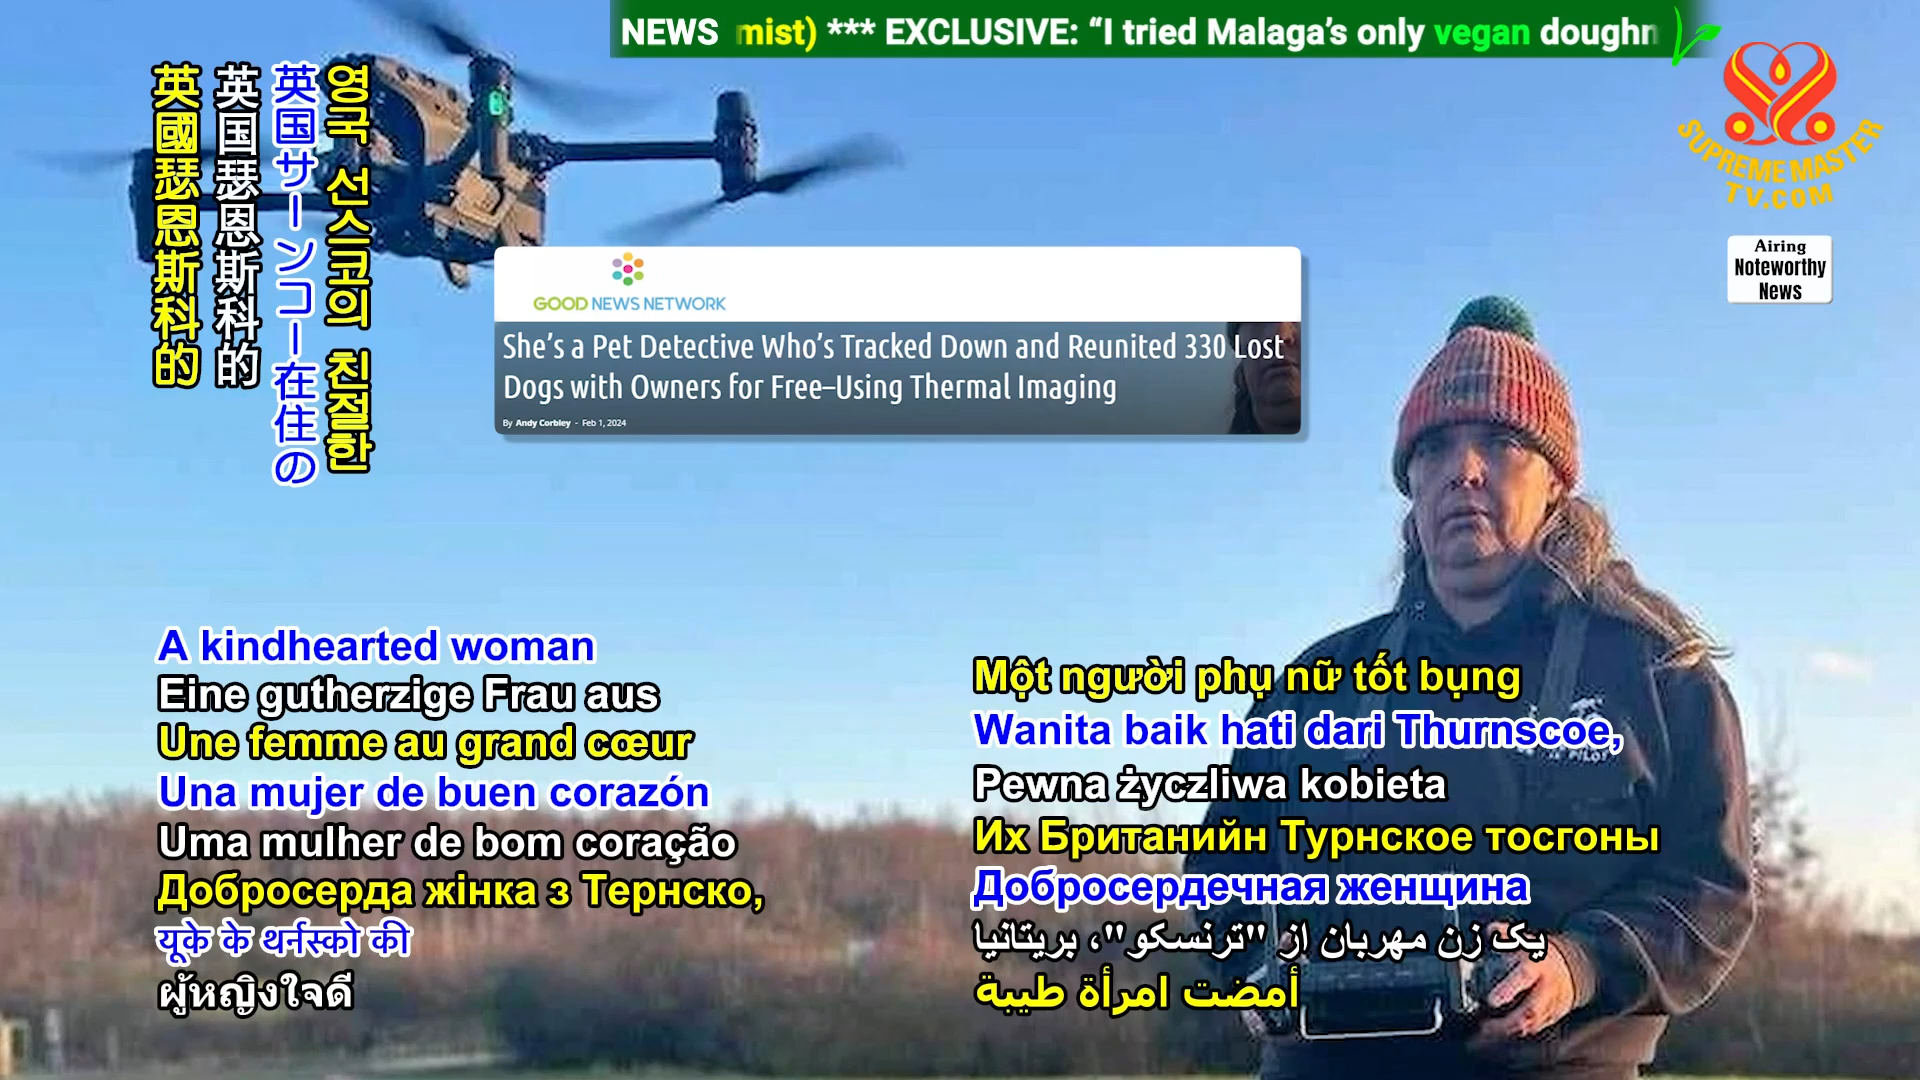 NEWS mist) *** EXCLUSIVE: “I tried Malaga’s only vegan doughn
SUPREME MASTER
TV.COM
Airing
Noteworthy
News
英國瑟恩斯科的
英国瑟恩斯科的
英国サーンコー在住の
영국 선스코의 친절한
GOOD NEWS NETWORK
She’s a Pet Detective Who’s Tracked Down and Reunited 330 Lost
Dogs with Owners for Free–Using Thermal Imaging
By Andy Corbley - Feb 1, 2024
A kindhearted woman
Eine gutherzige Frau aus
Une femme au grand cœur
Una mujer de buen corazón
Uma mulher de bom coração
Добросерда жінка з Тернско,
यूके के थर्नस्को की
ผู้หญิงใจดี
Một người phụ nữ tốt bụng
Wanita baik hati dari Thurnscoe,
Pewna życzliwa kobieta
Их Британийн Турнское тосгоны
Добросердечная женщина
یک زن مهربان از "ترنسکو"، بریتانیا
أمضت امرأة طيبة
PILOT